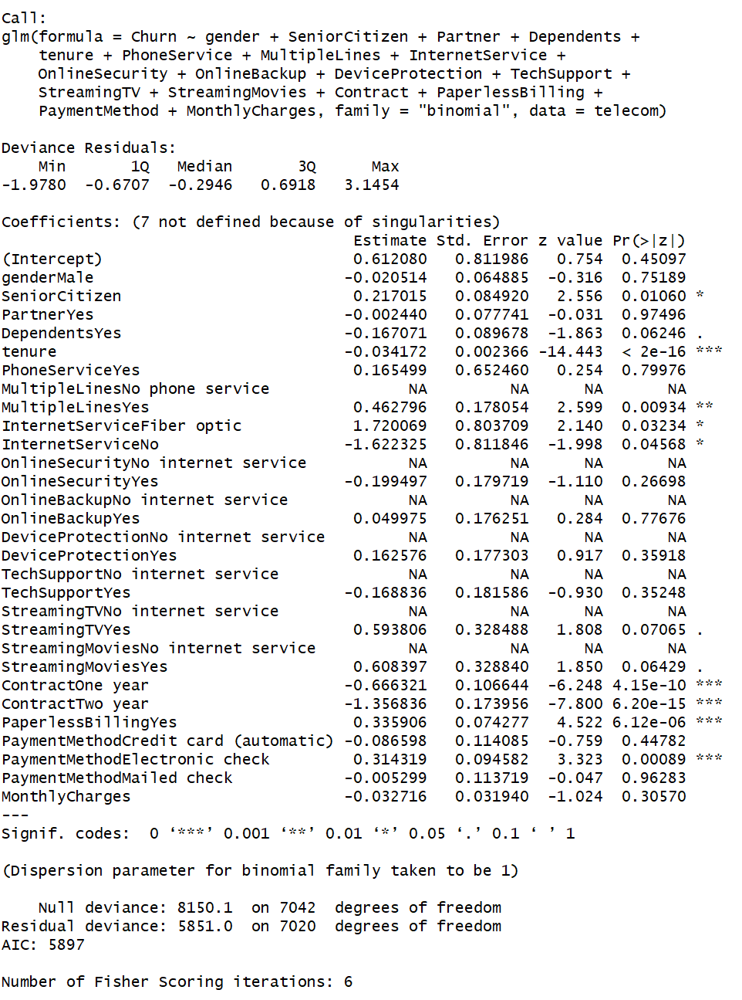 Call:
glm(formula = Churn ~ gender + SeniorCitizen + Partner + Dependents +
    tenure + PhoneService + MultipleLines + InternetService +
    OnlineSecurity + OnlineBackup + DeviceProtection + TechSupport +
    StreamingTV + StreamingMovies + Contract + PaperlessBilling +
    PaymentMethod + MonthlyCharges, family = "binomial", data = telecom)

Deviance Residuals:
    Min       1Q   Median       3Q      Max
-1.9780  -0.6707  -0.2946   0.6918   3.1454

Coefficients: (7 not defined because of singularities)
                                      Estimate Std. Error z value Pr(>|z|)
(Intercept)                           0.612080   0.811986   0.754  0.45097
genderMale                           -0.020514   0.064885  -0.316  0.75189
SeniorCitizen                         0.217015   0.084920   2.556  0.01060 *
PartnerYes                           -0.002440   0.077741  -0.031  0.97496
DependentsYes                        -0.167071   0.089678  -1.863  0.06246 .
tenure                               -0.034172   0.002366 -14.443  < 2e-16 ***
PhoneServiceYes                       0.165499   0.652460   0.254  0.79976
MultipleLinesNo phone service               NA         NA      NA       NA
MultipleLinesYes                      0.462796   0.178054   2.599  0.00934 **
InternetServiceFiber optic            1.720069   0.803709   2.140  0.03234 *
InternetServiceNo                    -1.622325   0.811846  -1.998  0.04568 *
OnlineSecurityNo internet service           NA         NA      NA       NA
OnlineSecurityYes                    -0.199497   0.179719  -1.110  0.26698
OnlineBackupNo internet service             NA         NA      NA       NA
OnlineBackupYes                       0.049975   0.176251   0.284  0.77676
DeviceProtectionNo internet service         NA         NA      NA       NA
DeviceProtectionYes                   0.162576   0.177303   0.917  0.35918
TechSupportNo internet service              NA         NA      NA       NA
TechSupportYes                       -0.168836   0.181586  -0.930  0.35248
StreamingTVNo internet service              NA         NA      NA       NA
StreamingTVYes                        0.593806   0.328488   1.808  0.07065 .
StreamingMoviesNo internet service          NA         NA      NA       NA
StreamingMoviesYes                    0.608397   0.328840   1.850  0.06429 .
ContractOne year                     -0.666321   0.106644  -6.248 4.15e-10 ***
ContractTwo year                     -1.356836   0.173956  -7.800 6.20e-15 ***
PaperlessBillingYes                   0.335906   0.074277   4.522 6.12e-06 ***
PaymentMethodCredit card (automatic) -0.086598   0.114085  -0.759  0.44782
PaymentMethodElectronic check         0.314319   0.094582   3.323  0.00089 ***
PaymentMethodMailed check            -0.005299   0.113719  -0.047  0.96283
MonthlyCharges                       -0.032716   0.031940  -1.024  0.30570
---
Signif. codes:  0 ‘***’ 0.001 ‘**’ 0.01 ‘*’ 0.05 ‘.’ 0.1 ‘ ’ 1

(Dispersion parameter for binomial family taken to be 1)

    Null deviance: 8150.1  on 7042  degrees of freedom
Residual deviance: 5851.0  on 7020  degrees of freedom
AIC: 5897

Number of Fisher Scoring iterations: 6